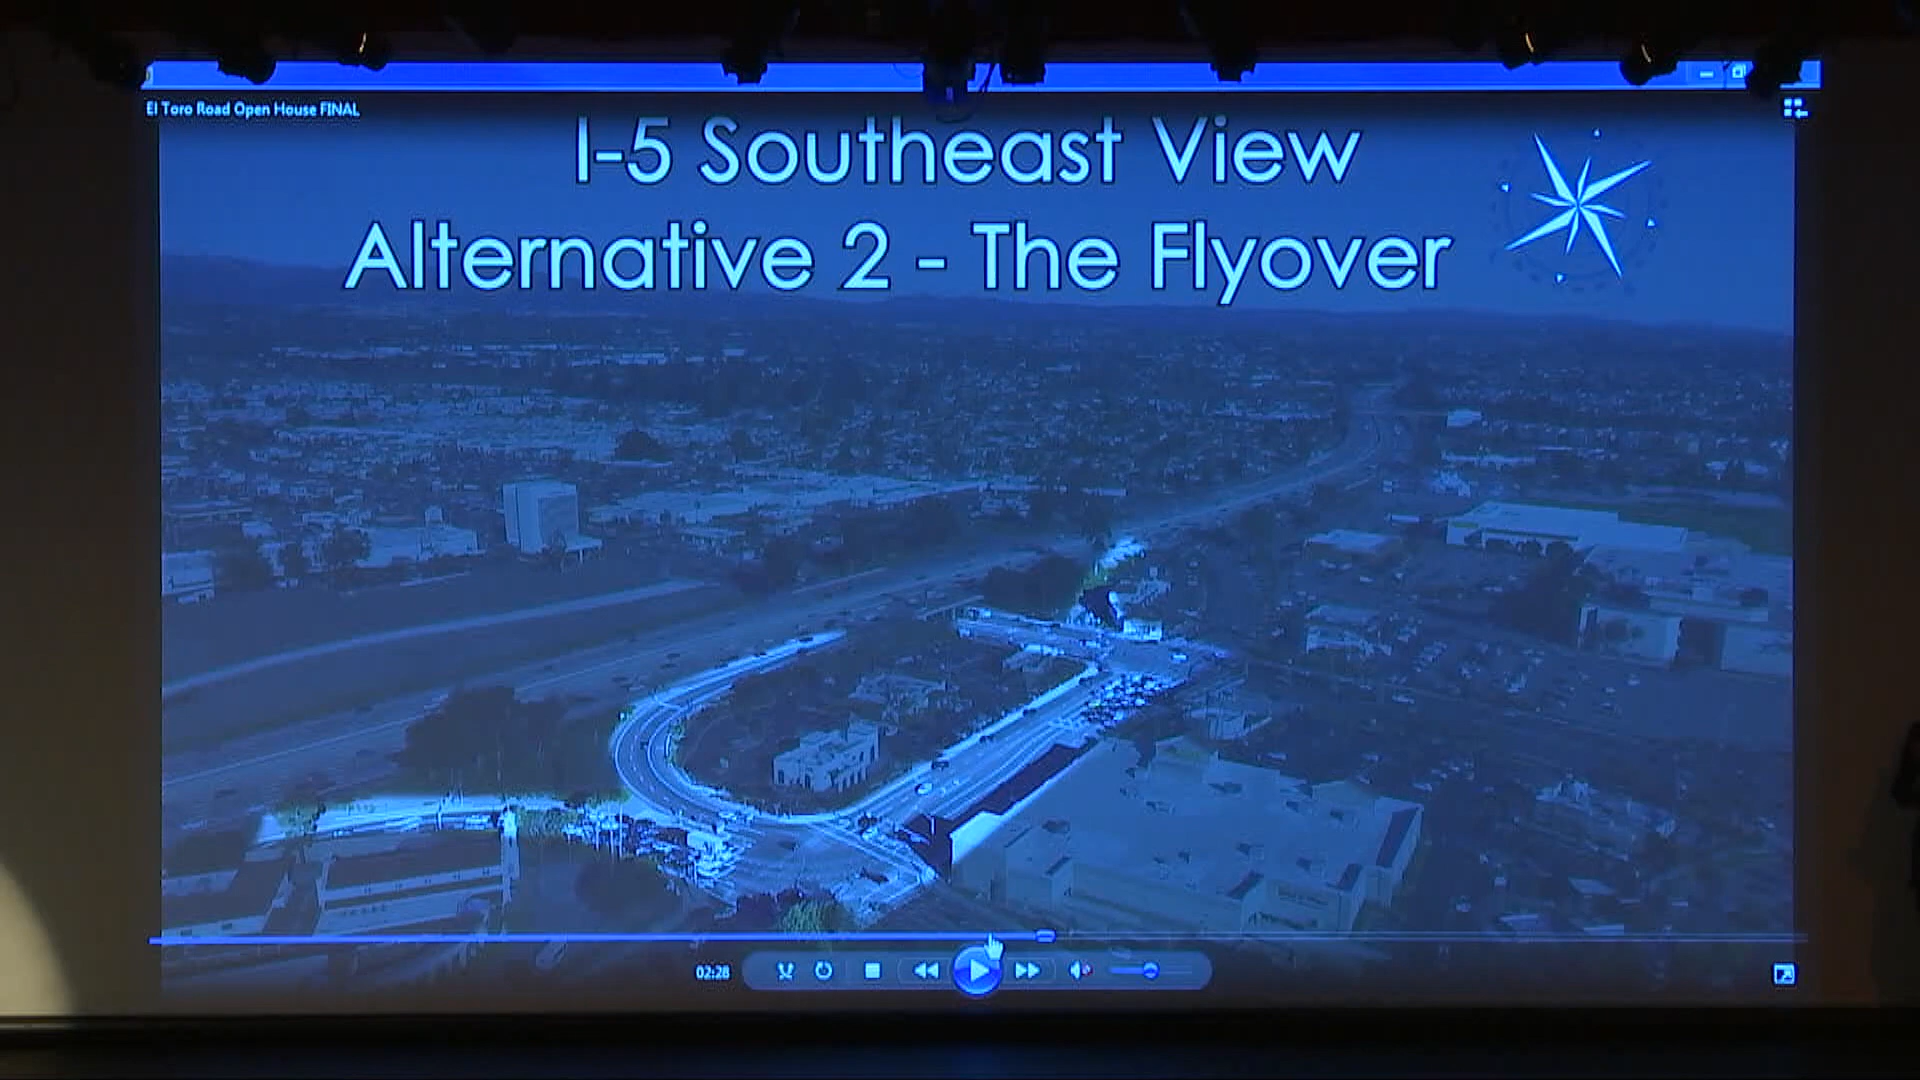 El Toro Road Open House FINAL
I-5 Southeast View
Alternative 2 - The Flyover
02:28